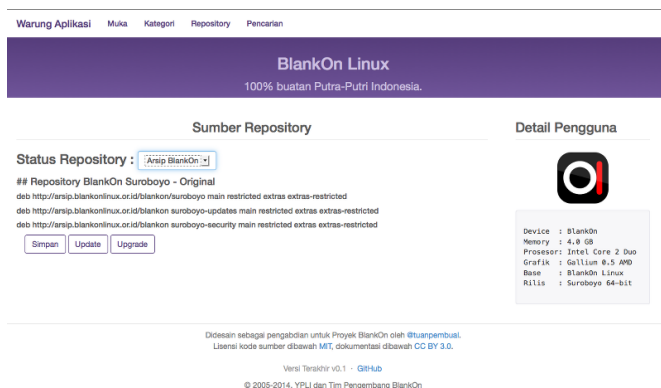 Warung Aplikasi Muka Kategori Repository Pencarian
BlankOn Linux
100% buatan Putra-Putri Indonesia.
Sumber Repository
Status Repository : Arsip BlankOn
## Repository BlankOn Suroboyo - Original
deb http://arsip.blankonlinux.or.id/blankon/suroboyo main restricted extras extras-restricted
deb http://arsip.blankonlinux.or.id/blankon suroboyo-updates main restricted extras extras-restricted
deb http://arsip.blankonlinux.or.id/blankon suroboyo-security main restricted extras extras-restricted
Simpan Update Upgrade
Detail Pengguna
Device : BlankOn
Memory : 4.0 GB
Prosesor: Intel Core 2 Duo
Grafik : Gallium 0.5 AMD
Base : BlankOn Linux
Rilis : Suroboyo 64-bit
Didesain sebagai pengabdian untuk Proyek BlankOn oleh @tuanpembual.
Lisensi kode sumber dibawah MIT, dokumentasi dibawah CC BY 3.0.
Versi Terakhir v0.1 · GitHub
© 2005-2014. YPLI dan Tim Pengembang BlankOn